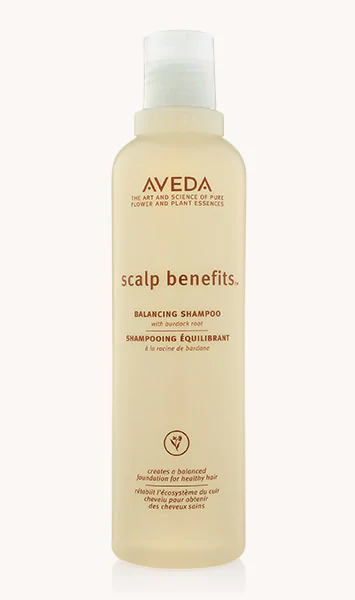 AVEDA
THE ART AND SCIENCE OF PURE
FLOWER AND PLANT ESSENCES
scalp benefits™
BALANCING SHAMPOO
with burdock root
SHAMPOOING ÉQUILIBRANT
à la racine de bardane
creates a balanced
foundation for healthy hair
rétablit l'écosystème du cuir
chevelu pour obtenir
des cheveux sains